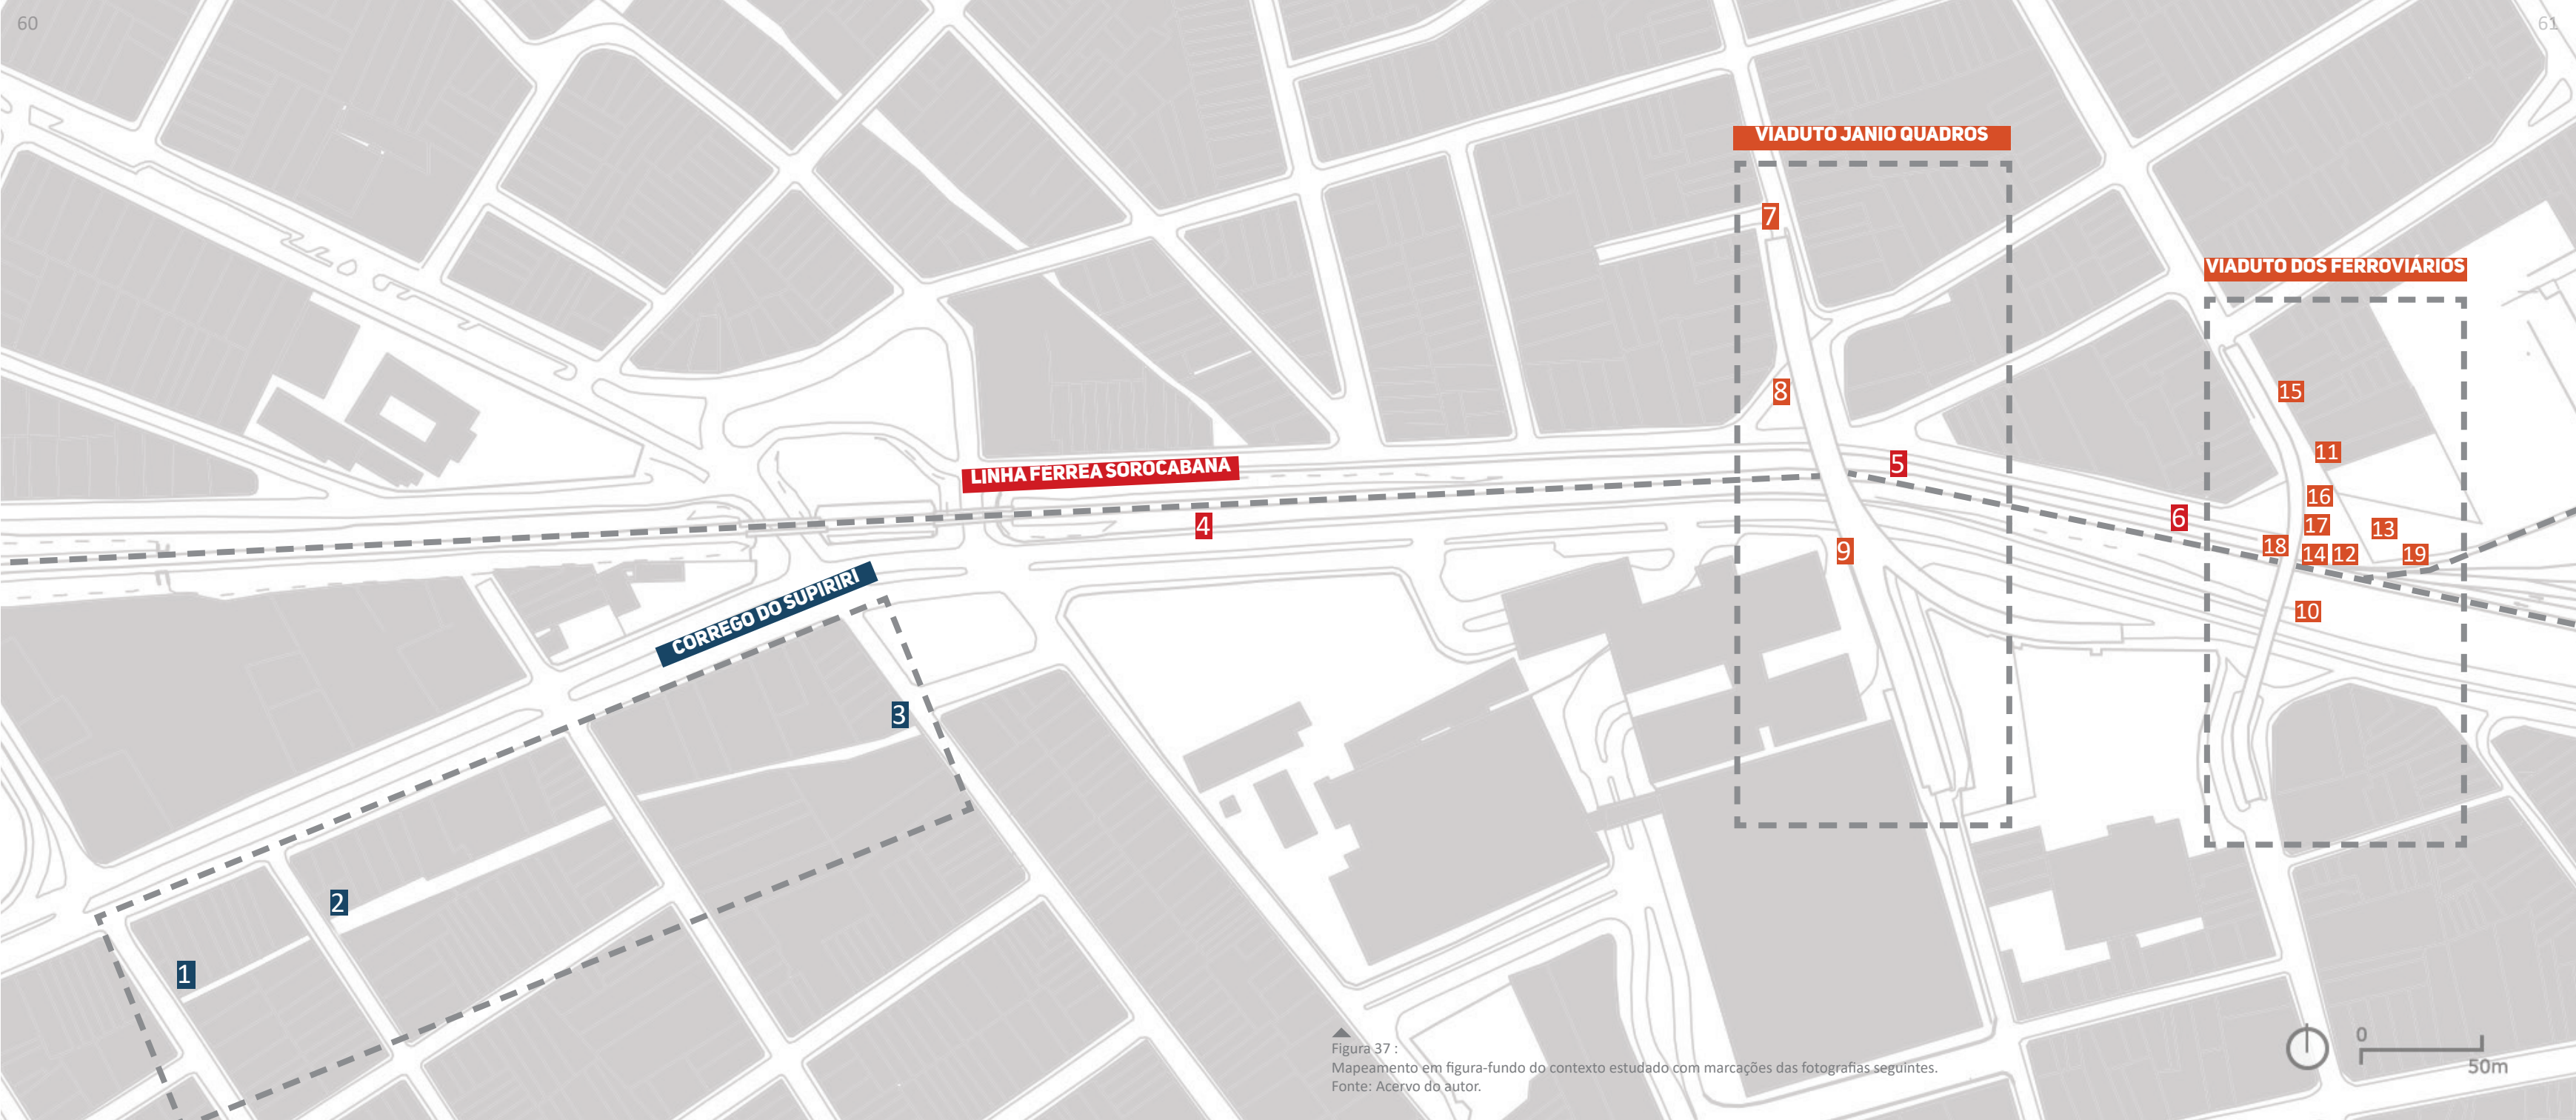 60
61
VIADUTO JANIO QUADROS
7
VIADUTO DOS FERROVIÁRIOS
8
15
11
LINHA FERREA SOROCABANA
5
16
4
6
17
13
9
18
14
12
19
CORREGO DO SUPIRIRI
10
3
2
1
0
50m
Figura 37 :
Mapeamento em figura-fundo do contexto estudado com marcações das fotografias seguintes.
Fonte: Acervo do autor.